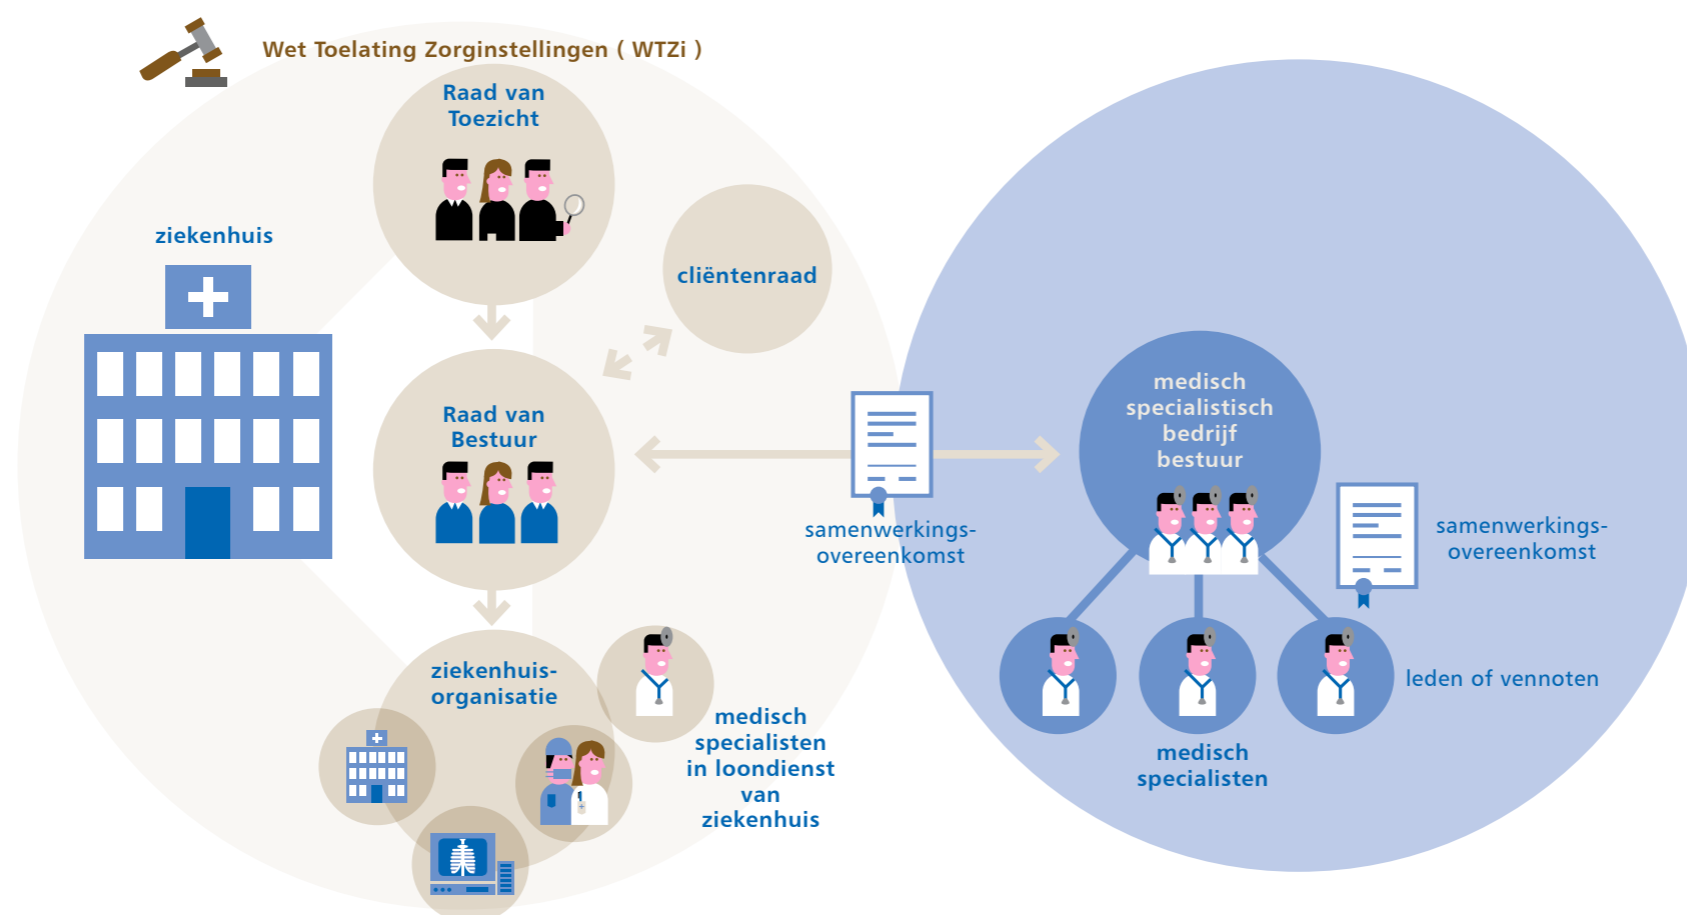 Wet Toelating Zorginstellingen ( WTZi )
Raad van
Toezicht
ziekenhuis
cliëntenraad
Raad van
Bestuur
samenwerkings-
overeenkomst
medisch
specialistisch
bedrijf
bestuur
samenwerkings-
overeenkomst
ziekenhuis-
organisatie
medisch
specialisten
in loondienst
van
ziekenhuis
leden of vennoten
medisch
specialisten